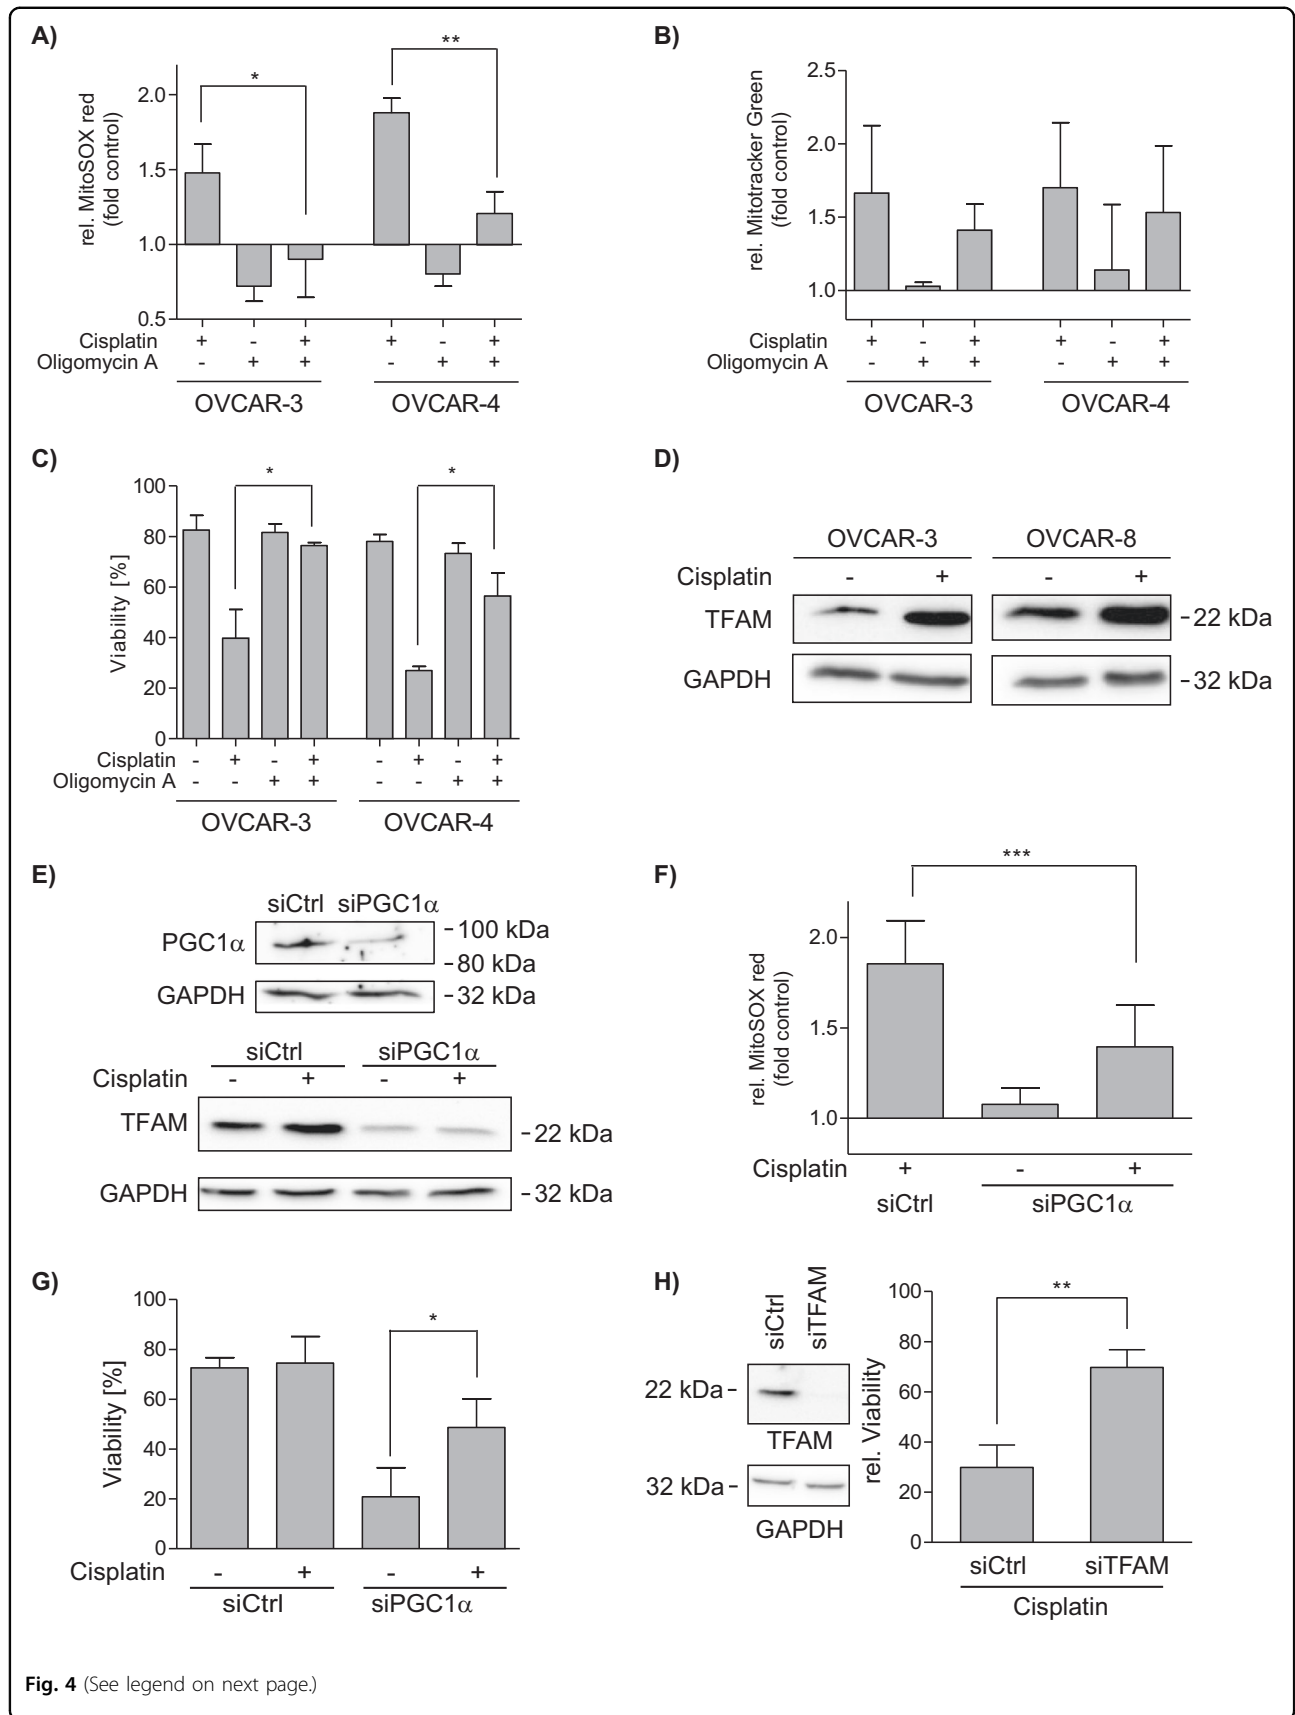 A)
**
*
rel. MitoSOX red
(fold control)
2.0
1.5
1.0
0.5
Cisplatin + - + + - +
Oligomycin A - + + - + +
OVCAR-3 OVCAR-4
B)
rel. Mitotracker Green
(fold control)
2.5
2.0
1.5
1.0
Cisplatin + - + + - +
Oligomycin A - + + - + +
OVCAR-3 OVCAR-4
C)
* *
Viability [%]
100
80
60
40
20
0
Cisplatin - + - + - + - +
Oligomycin A - - + + - - + +
OVCAR-3 OVCAR-4
D)
OVCAR-3 OVCAR-8
Cisplatin - + - +
TFAM -22 kDa
GAPDH -32 kDa
E)
siCtrl siPGC1α
PGC1α -100 kDa
-80 kDa
GAPDH -32 kDa
siCtrl siPGC1α
Cisplatin - + - +
TFAM -22 kDa
GAPDH -32 kDa
F)
***
rel. MitoSOX red
(fold control)
2.0
1.5
1.0
Cisplatin + - +
siCtrl siPGC1α
G)
*
Viability [%]
100
80
60
40
20
0
Cisplatin - + - +
siCtrl siPGC1α
H)
siCtrl
siTFAM
22 kDa-
TFAM
32 kDa-
GAPDH
**
rel. Viability
100
80
60
40
20
0
siCtrl siTFAM
Cisplatin
Fig. 4 (See legend on next page.)